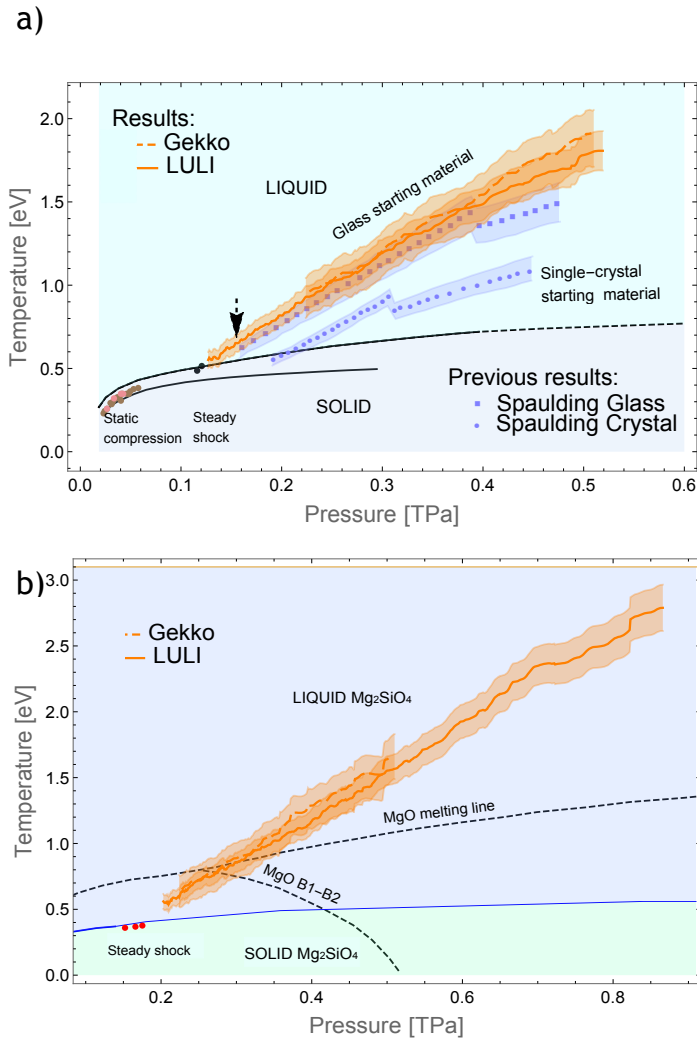 a)
Results:
Gekko
LULI
LIQUID
Glass starting material
Single-crystal
starting material
Static
compression
Steady
shock
SOLID
Previous results:
Spaulding Glass
Spaulding Crystal
Temperature [eV]
2.0
1.5
1.0
0.5
0.0
0.0 0.1 0.2 0.3 0.4 0.5 0.6
Pressure [TPa]
b)
Gekko
LULI
LIQUID Mg₂SiO₄
MgO melting line
MgO B1-B2
Steady shock
SOLID Mg₂SiO₄
Temperature [eV]
3.0
2.5
2.0
1.5
1.0
0.5
0.0
0.2 0.4 0.6 0.8
Pressure [TPa]